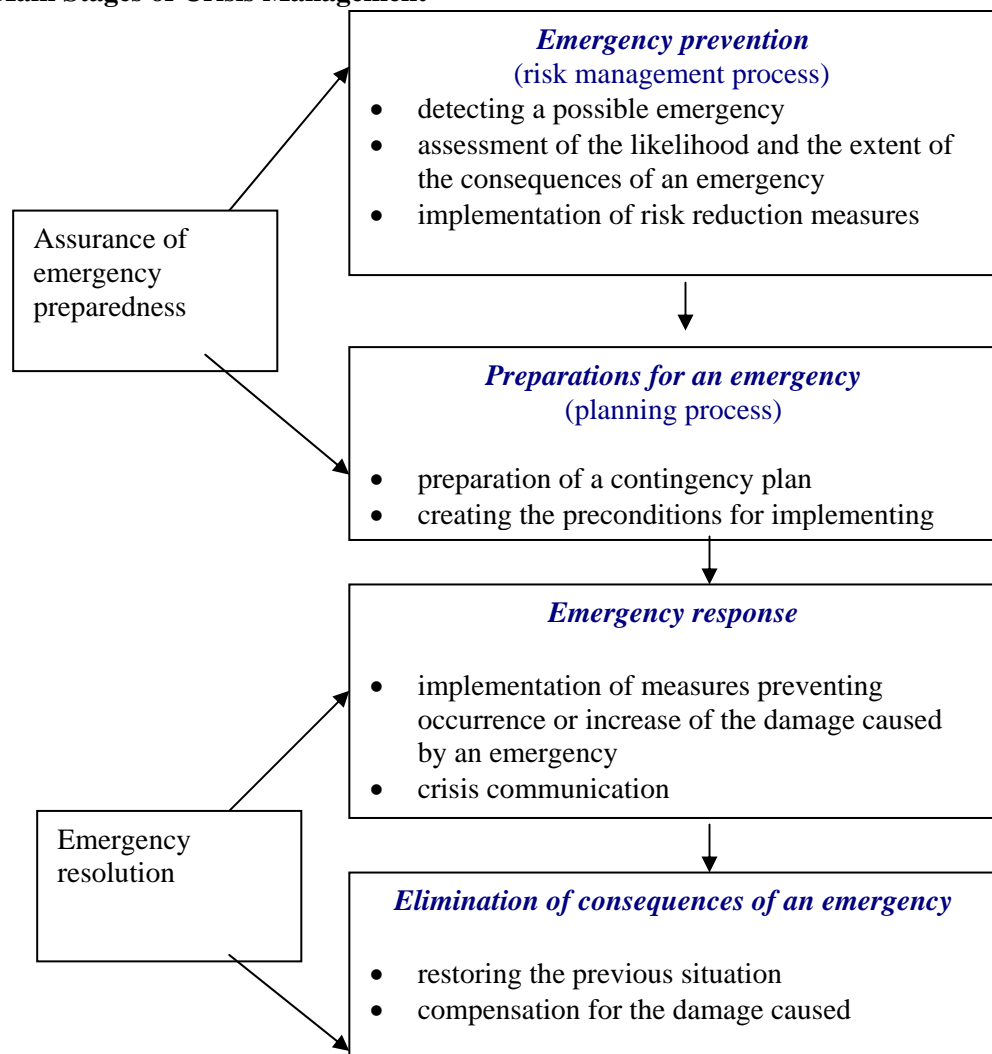 Stages of Crisis Management
Emergency prevention
(risk management process)
• detecting a possible emergency
• assessment of the likelihood and the extent of
the consequences of an emergency
• implementation of risk reduction measures
Assurance of
emergency
preparedness
Preparations for an emergency
(planning process)
• preparation of a contingency plan
• creating the preconditions for implementing
Emergency response
• implementation of measures preventing
occurrence or increase of the damage caused
by an emergency
• crisis communication
Emergency
resolution
Elimination of consequences of an emergency
• restoring the previous situation
• compensation for the damage caused